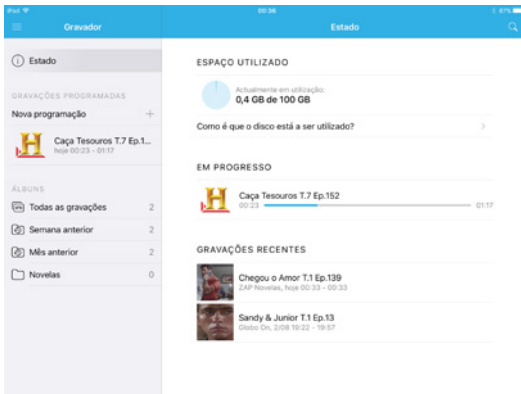 iPad
00:36
67%
Gravador
Estado
Estado
GRAVAÇÕES PROGRAMADAS
Nova programação
H
Caça Tesouros T.7 Ep.1...
hoje 00:23 - 01:17
ÁLBUNS
Todas as gravações 2
Semana anterior 2
Mês anterior 2
Novelas 0
ESPAÇO UTILIZADO
Actualmente em utilização:
0,4 GB de 100 GB
Como é que o disco está a ser utilizado?
EM PROGRESSO
H
Caça Tesouros T.7 Ep.152
00:23 01:17
GRAVAÇÕES RECENTES
Chegou o Amor T.1 Ep.139
ZAP Novelas, hoje 00:33 - 00:33
Sandy & Junior T.1 Ep.13
Globo On, 2/08 19:22 - 19:57